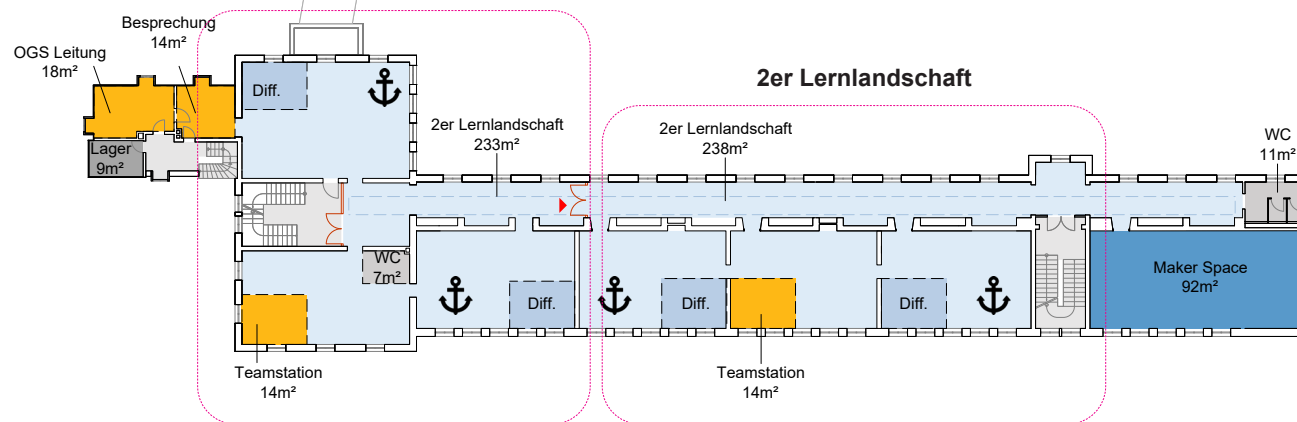 Besprechung
14m²
OGS Leitung
18m²
Diff.
2er Lernlandschaft
2er Lernlandschaft
233m²
2er Lernlandschaft
238m²
WC
11m²
Lager
9m²
WC
7m²
Maker Space
92m²
Diff.
Diff.
Diff.
Teamstation
14m²
Teamstation
14m²